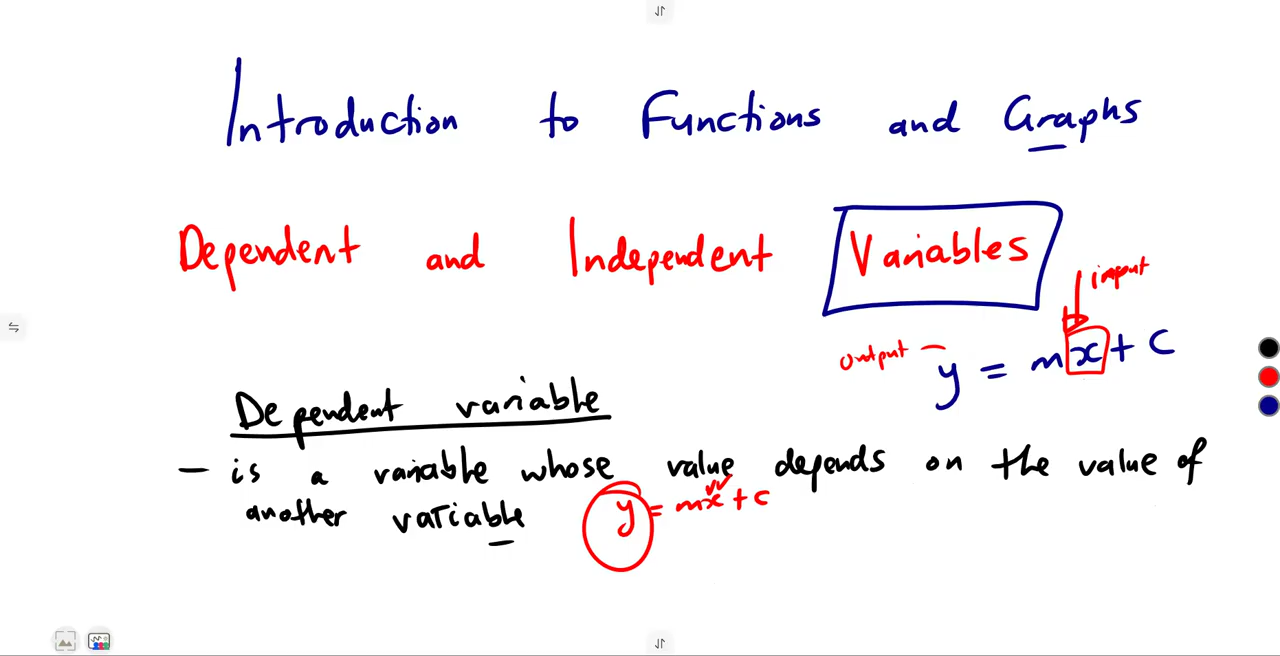 Introduction to Functions and Graphs
Dependent and Independent Variables
input
output y = mx + c
Dependent variable
- is a variable whose value depends on the value of
another variable y = mx + c